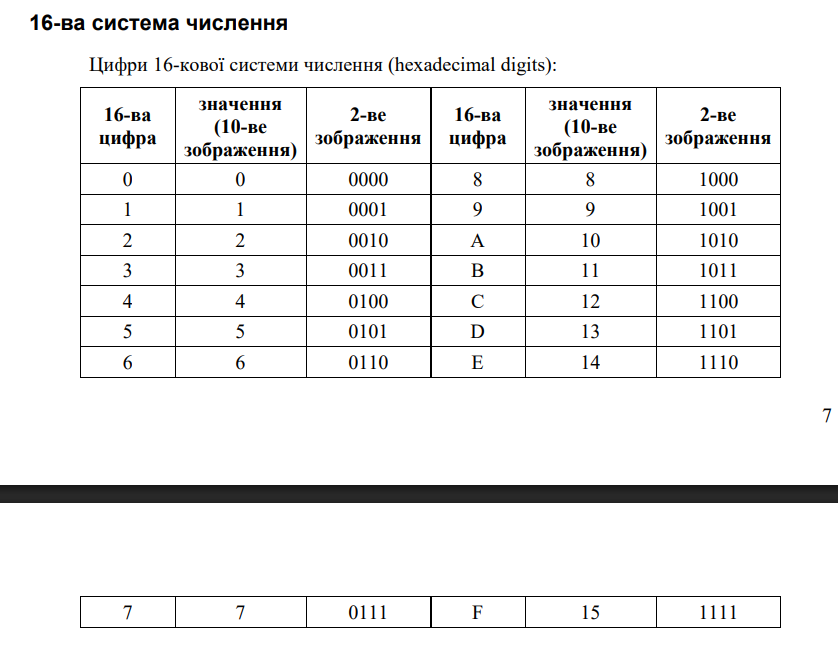 16-ва система числення
Цифри 16-кової системи числення (hexadecimal digits):
16-ва цифра | значення (10-ве зображення) | 2-ве зображення | 16-ва цифра | значення (10-ве зображення) | 2-ве зображення
0 0 0000 8 8 1000
1 1 0001 9 9 1001
2 2 0010 A 10 1010
3 3 0011 B 11 1011
4 4 0100 C 12 1100
5 5 0101 D 13 1101
6 6 0110 E 14 1110
7
7 7 0111 F 15 1111